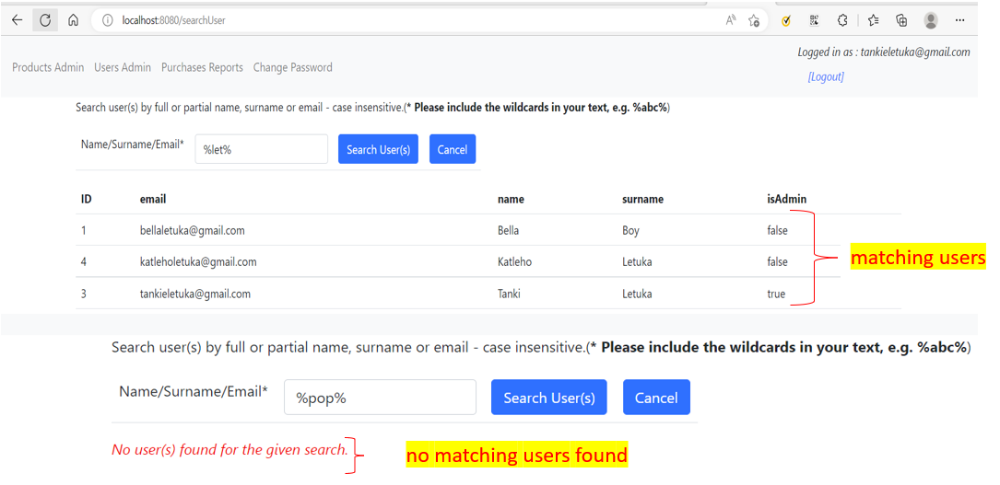 localhost:8080/searchUser
Logged in as : tankieletuka@gmail.com
Products Admin Users Admin Purchases Reports Change Password
[Logout]
Search user(s) by full or partial name, surname or email - case insensitive.(* Please include the wildcards in your text, e.g. %abc%)
Name/Surname/Email* %let% Search User(s) Cancel
ID email name surname isAdmin
1 bellaletuka@gmail.com Bella Boy false
matching users
4 katleholetuka@gmail.com Katleho Letuka false
3 tankieletuka@gmail.com Tanki Letuka true
Search user(s) by full or partial name, surname or email - case insensitive.(* Please include the wildcards in your text, e.g. %abc%)
Name/Surname/Email* %pop% Search User(s) Cancel
No user(s) found for the given search. no matching users found